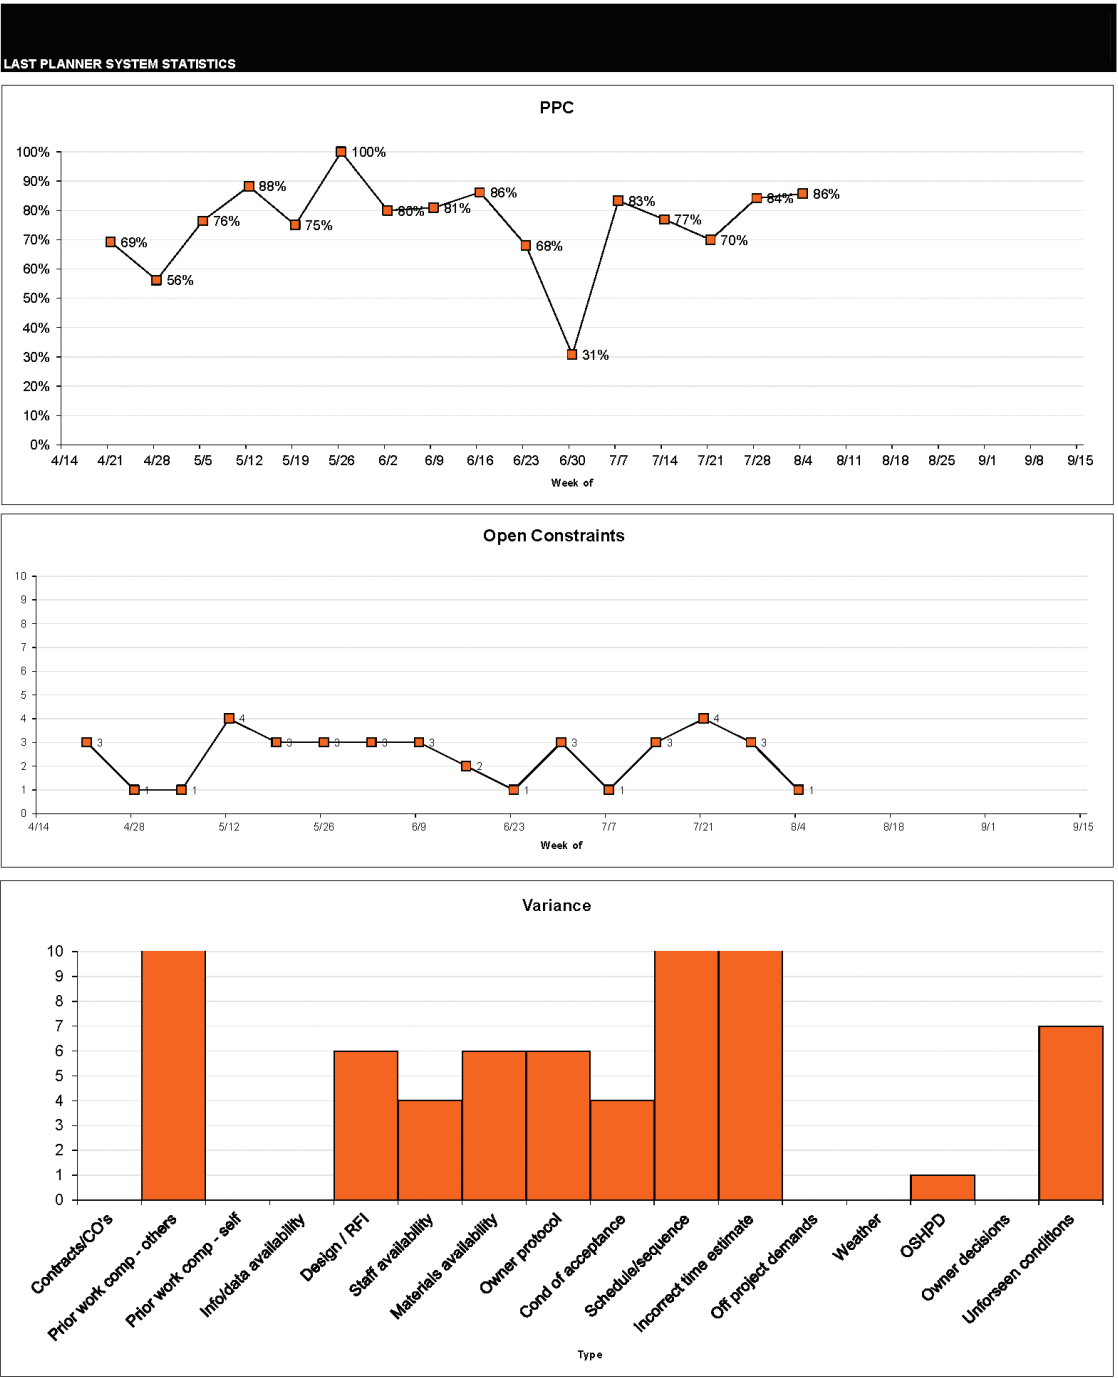 LAST PLANNER SYSTEM STATISTICS
PPC
100%
90%
80%
70%
60%
50%
40%
30%
20%
10%
0%
69%
56%
76%
88%
75%
100%
80%
81%
86%
68%
31%
83%
77%
70%
84%
86%
4/14 4/21 4/28 5/5 5/12 5/19 5/26 6/2 6/9 6/16 6/23 6/30 7/7 7/14 7/21 7/28 8/4 8/11 8/18 8/25 9/1 9/8 9/15
Week of
Open Constraints
10
9
8
7
6
5
4
3
2
1
0
3
1
1
4
3
3
3
3
2
1
3
1
3
4
3
1
4/14 4/28 5/12 5/26 6/9 6/23 7/7 7/21 8/4 8/18 9/1 9/15
Week of
Variance
10
9
8
7
6
5
4
3
2
1
0
Contracts/CO's
Prior work comp - others
Prior work comp - self
Info/data availability
Design / RFI
Staff availability
Materials availability
Owner protocol
Cond of acceptance
Schedule/sequence
Incorrect time estimate
Off project demands
Weather
OSHPD
Owner decisions
Unforseen conditions
Type